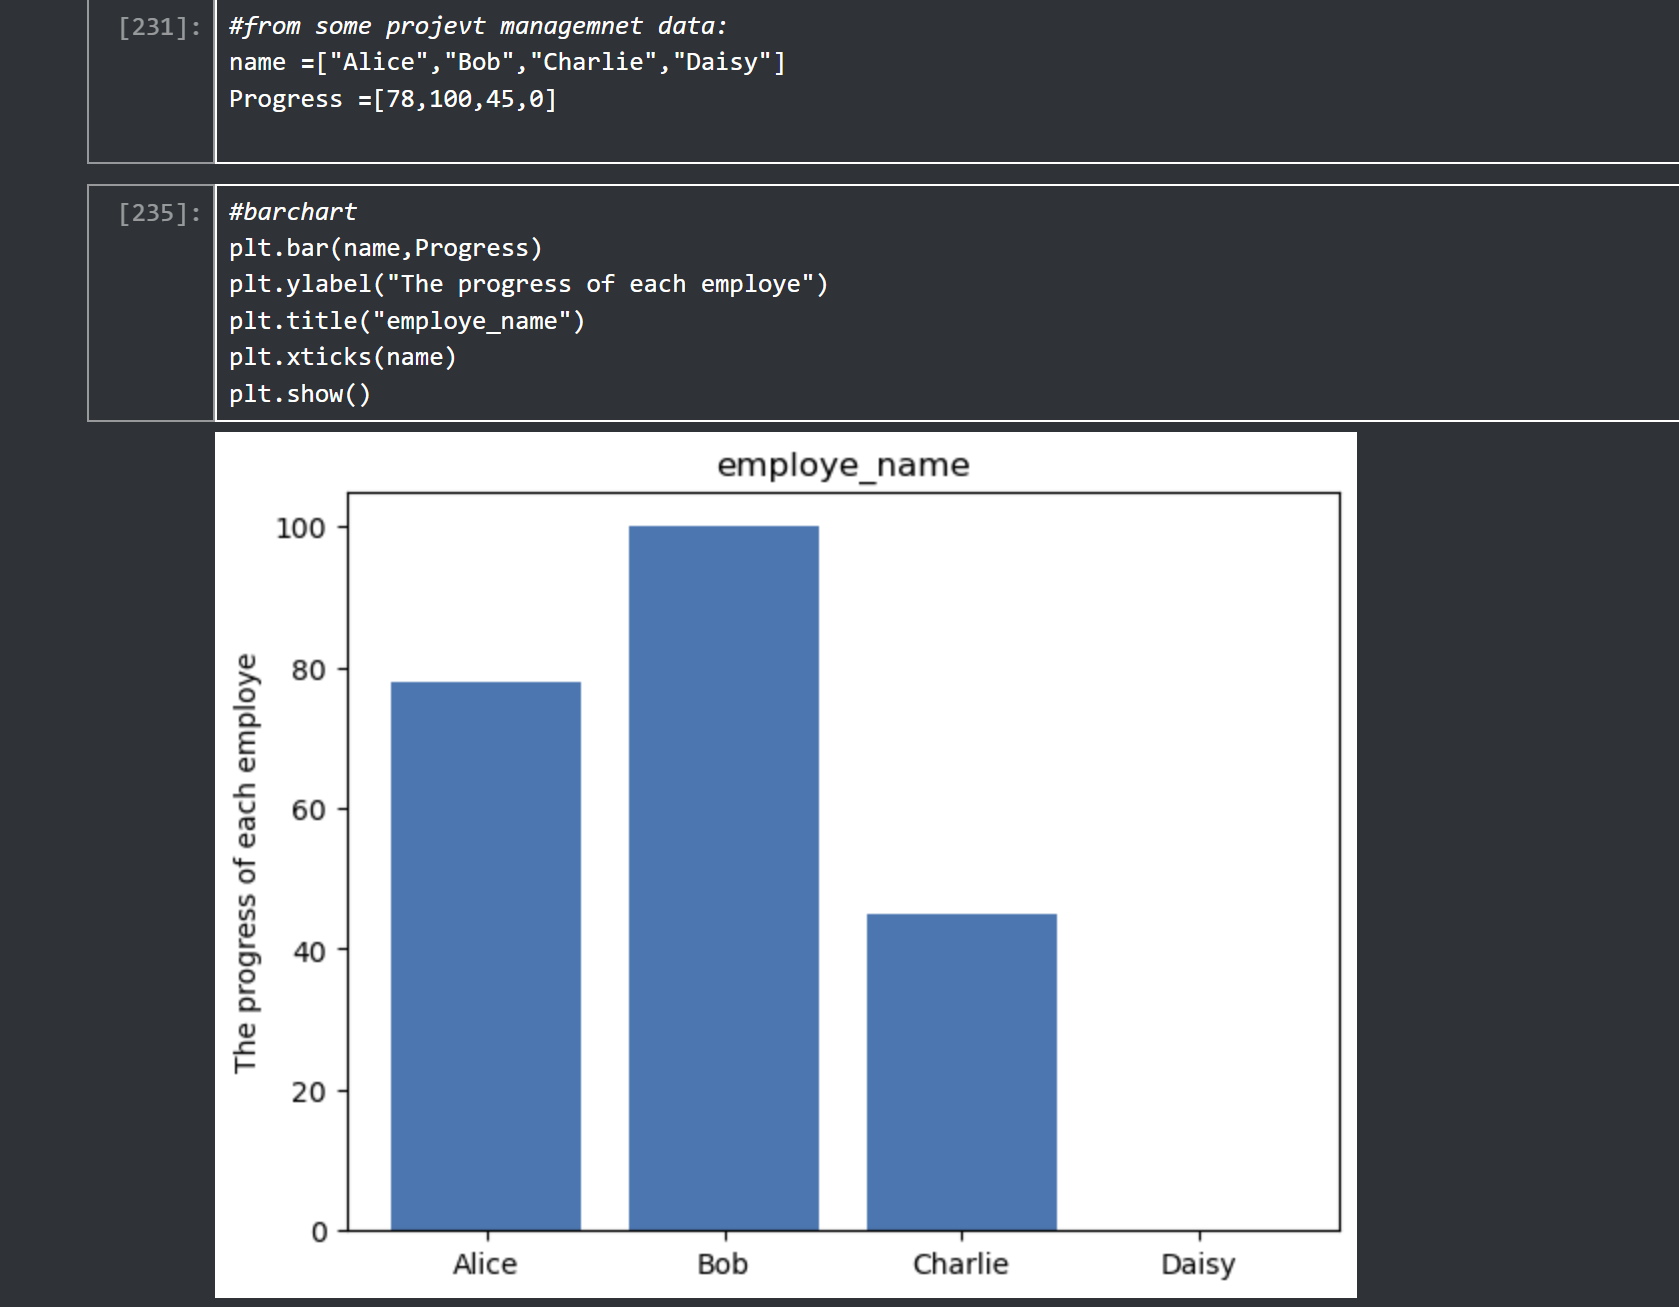 [231]:
#from some projevt managemnet data:
name =["Alice","Bob","Charlie","Daisy"]
Progress =[78,100,45,0]
[235]:
#barchart
plt.bar(name,Progress)
plt.ylabel("The progress of each employe")
plt.title("employe_name")
plt.xticks(name)
plt.show()
employe_name
The progress of each employe
100
80
60
40
20
0
Alice Bob Charlie Daisy